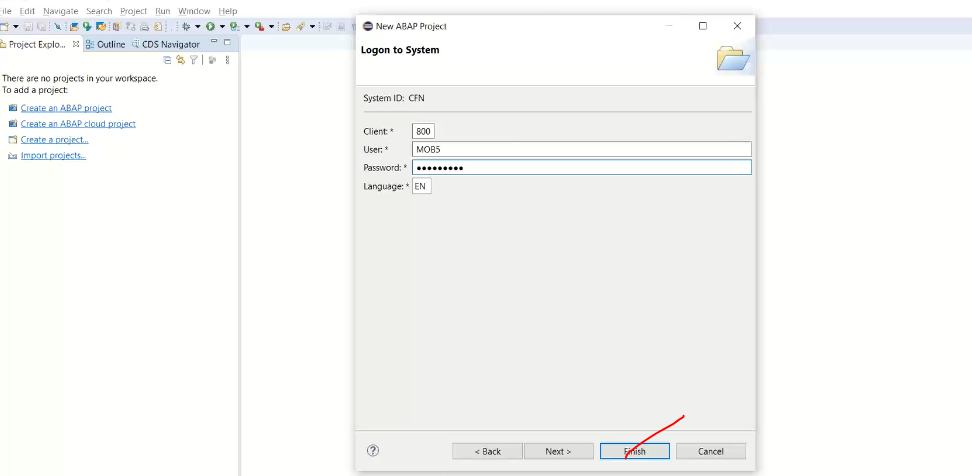 File Edit Navigate Search Project Run Window Help
Project Explo... Outline CDS Navigator
There are no projects in your workspace.
To add a project:
Create an ABAP project
Create an ABAP cloud project
Create a project...
Import projects...
New ABAP Project
Logon to System
System ID: CFN
Client: * 800
User: * MOB5
Password: * ●●●●●●●●●
Language: * EN
< Back Next > Finish Cancel